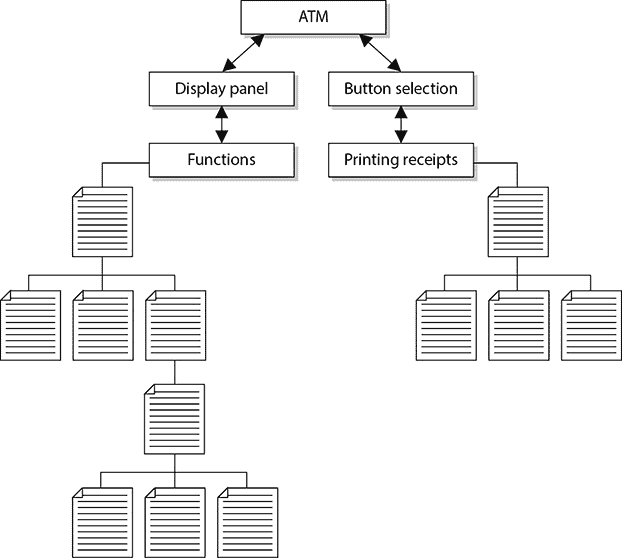 ATM
Display panel
Button selection
Functions
Printing receipts